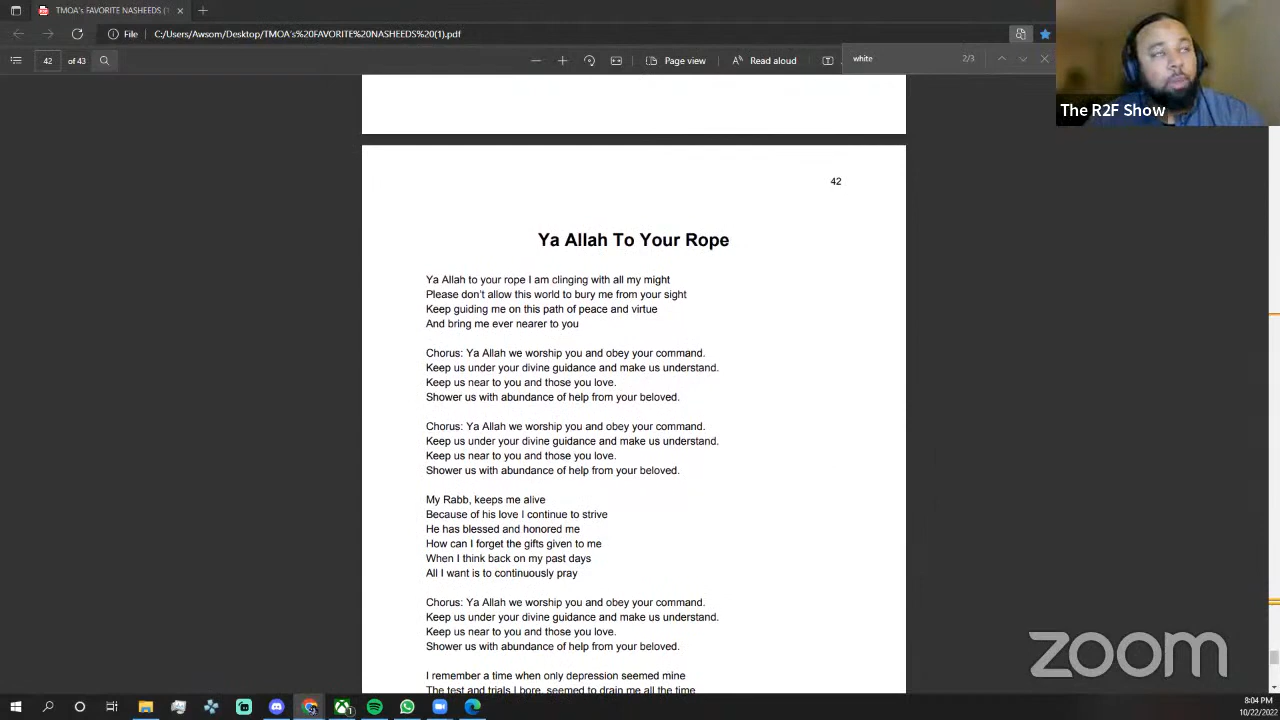 TMOA's FAVORITE NASHEEDS
File
C:/Users/Awsom/Desktop/TMOA's%20FAVORITE%20NASHEEDS%20(1).pdf
42 of 43
Page view
Read aloud
white
2/3
The R2F Show
42
Ya Allah To Your Rope
Ya Allah to your rope I am clinging with all my might
Please don't allow this world to bury me from your sight
Keep guiding me on this path of peace and virtue
And bring me ever nearer to you
Chorus: Ya Allah we worship you and obey your command.
Keep us under your divine guidance and make us understand.
Keep us near to you and those you love.
Shower us with abundance of help from your beloved.
Chorus: Ya Allah we worship you and obey your command.
Keep us under your divine guidance and make us understand.
Keep us near to you and those you love.
Shower us with abundance of help from your beloved.
My Rabb, keeps me alive
Because of his love I continue to strive
He has blessed and honored me
How can I forget the gifts given to me
When I think back on my past days
All I want is to continuously pray
Chorus: Ya Allah we worship you and obey your command.
Keep us under your divine guidance and make us understand.
Keep us near to you and those you love.
Shower us with abundance of help from your beloved.
I remember a time when only depression seemed mine
The test and trials I bore, seemed to drain me all the time
zoom
8:04 PM
10/22/2022